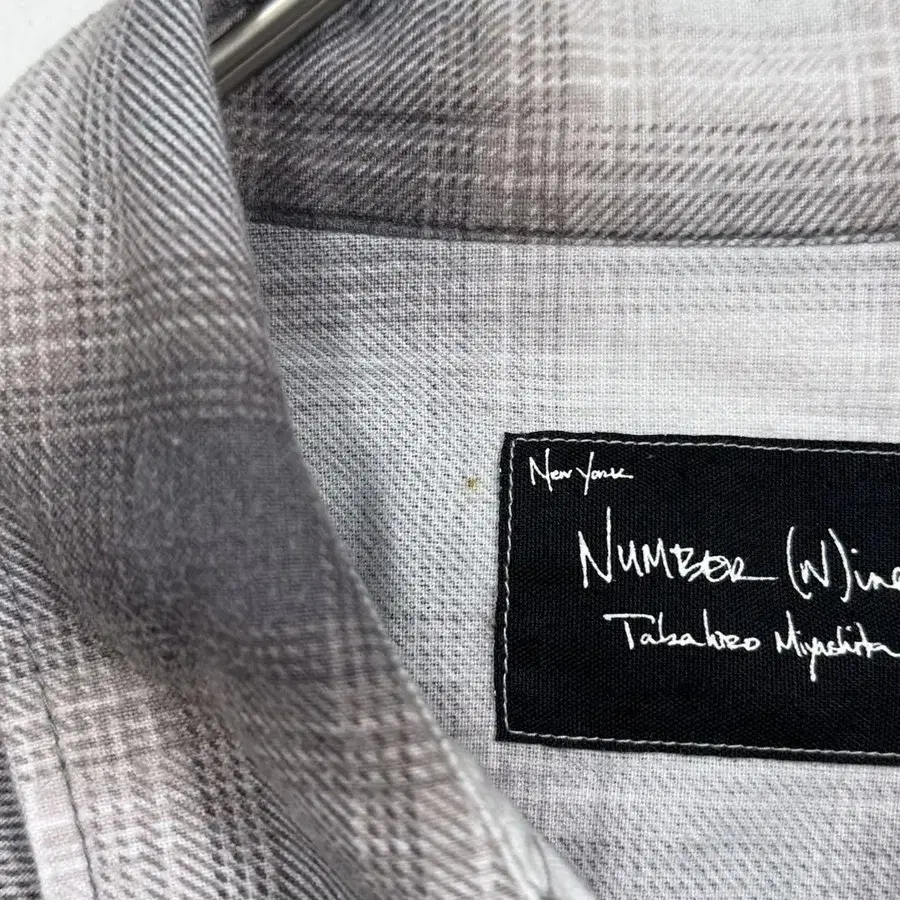 New York
NUMBER (N)ine
Takahiro Miyashita